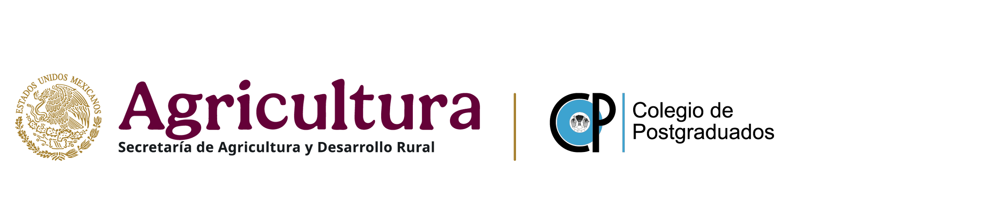 ESTADOS UNIDOS MEXICANOS
Agricultura
Secretaría de Agricultura y Desarrollo Rural
CP
Colegio de
Postgraduados